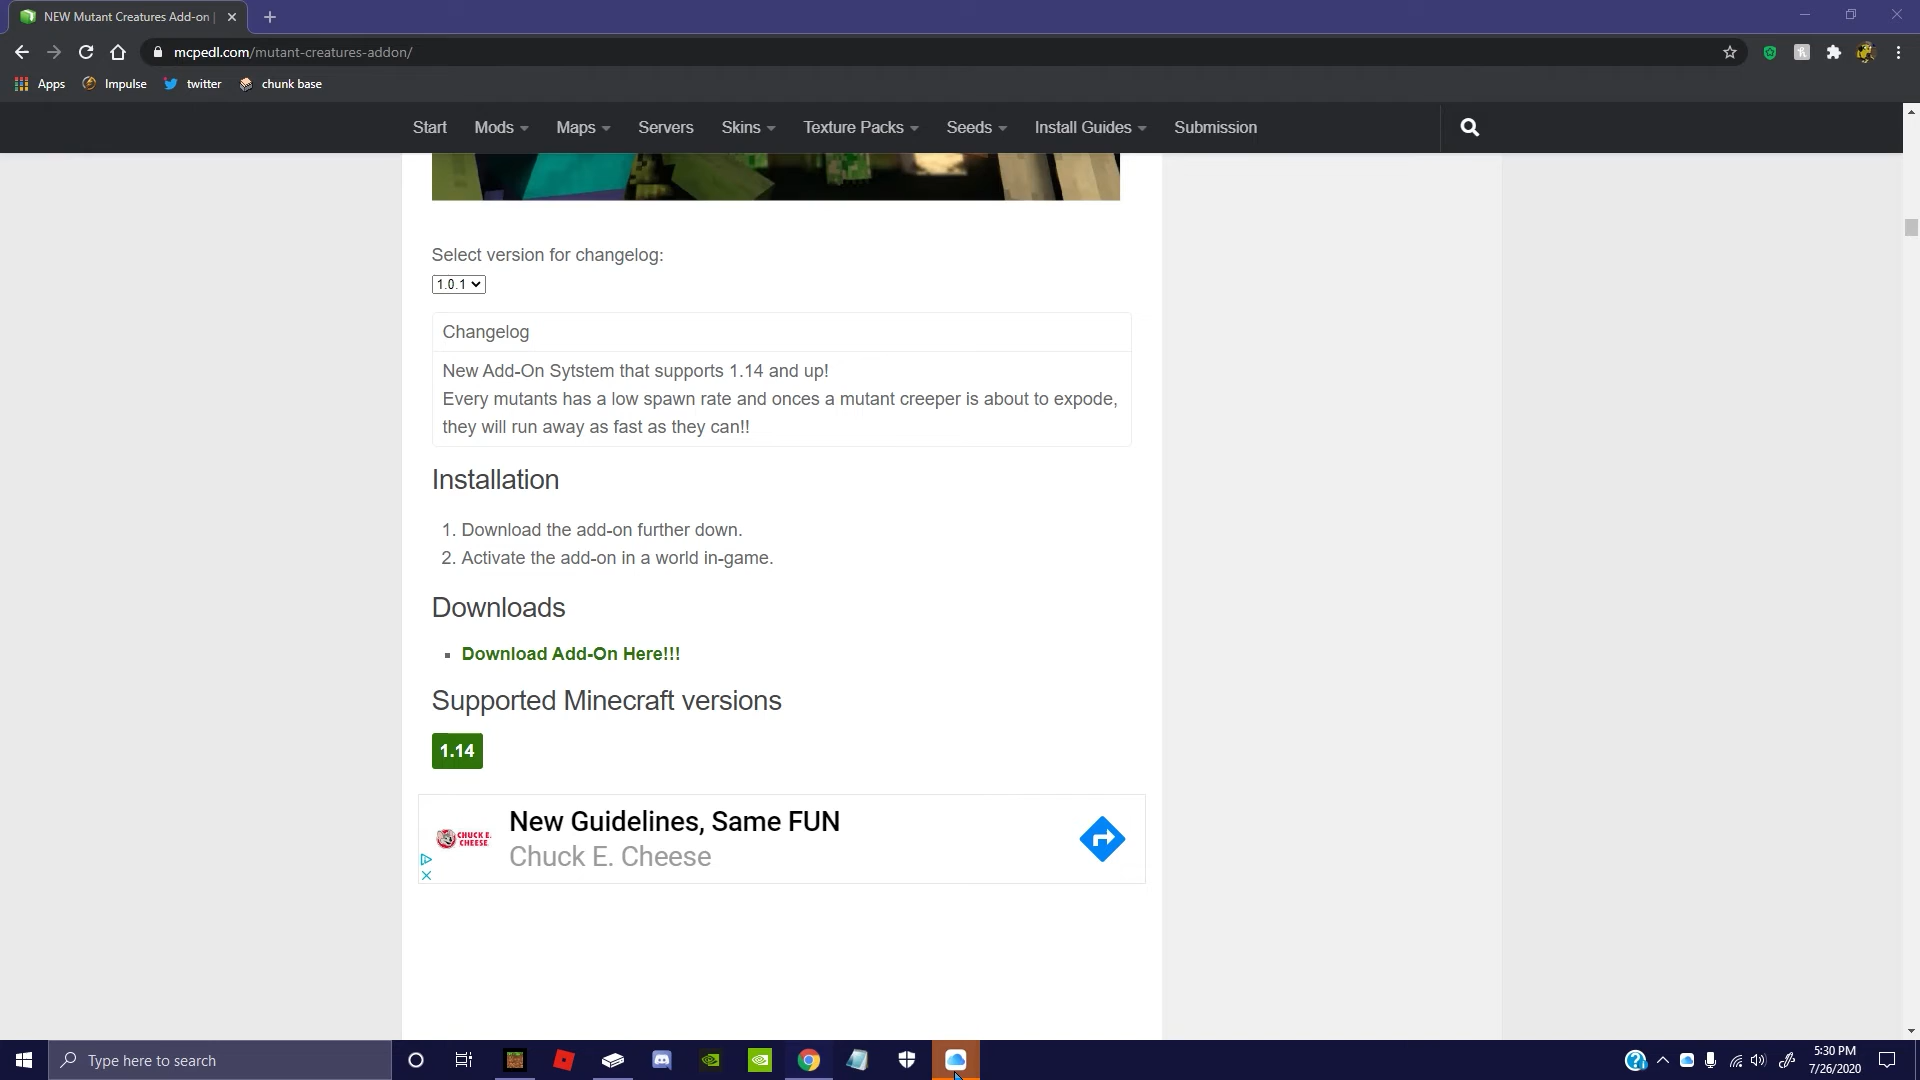 NEW Mutant Creatures Add-on |
mcpedl.com/mutant-creatures-addon/
Apps
Impulse
twitter
chunk base
Start
Mods
Maps
Servers
Skins
Texture Packs
Seeds
Install Guides
Submission
Select version for changelog:
1.0.1
Changelog
New Add-On Sytstem that supports 1.14 and up!
Every mutants has a low spawn rate and onces a mutant creeper is about to expode,
they will run away as fast as they can!!
Installation
1. Download the add-on further down.
2. Activate the add-on in a world in-game.
Downloads
Download Add-On Here!!!
Supported Minecraft versions
1.14
CHUCK E. CHEESE
New Guidelines, Same FUN
Chuck E. Cheese
Type here to search
5:30 PM
7/26/2020